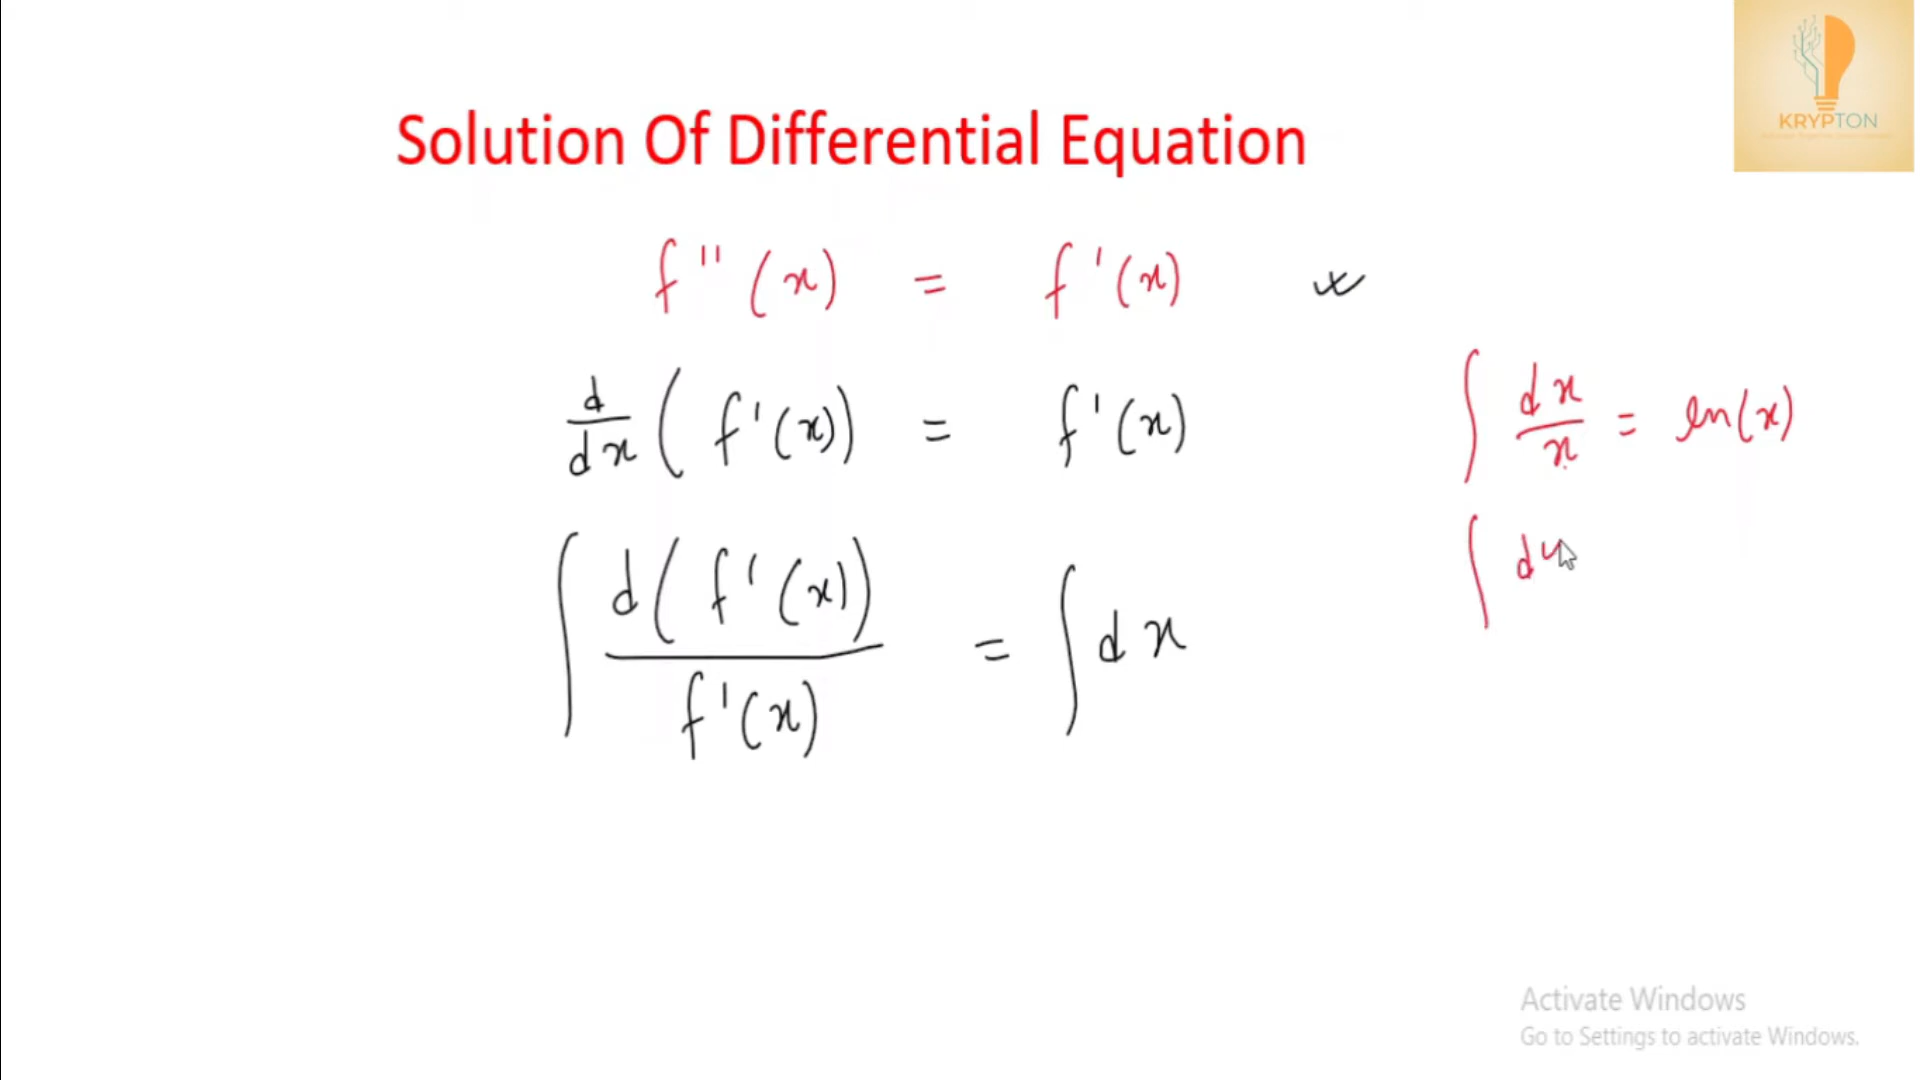 KRYPTON
Solution Of Differential Equation
f''(x) = f'(x)
d/dx (f'(x)) = f'(x)
∫ d(f'(x))/f'(x) = ∫ dx
∫ dx/x = ln(x)
∫ du
Activate Windows
Go to Settings to activate Windows.